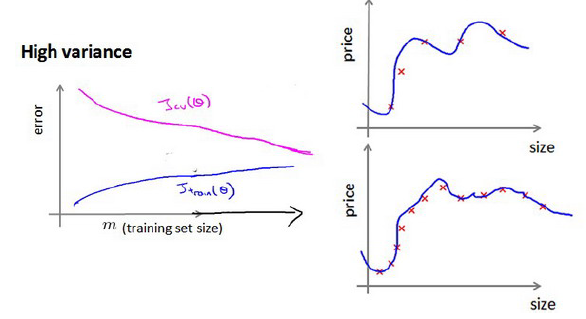 High variance
error
Jcv(θ)
Jtrain(θ)
m (training set size)
price
size
price
size